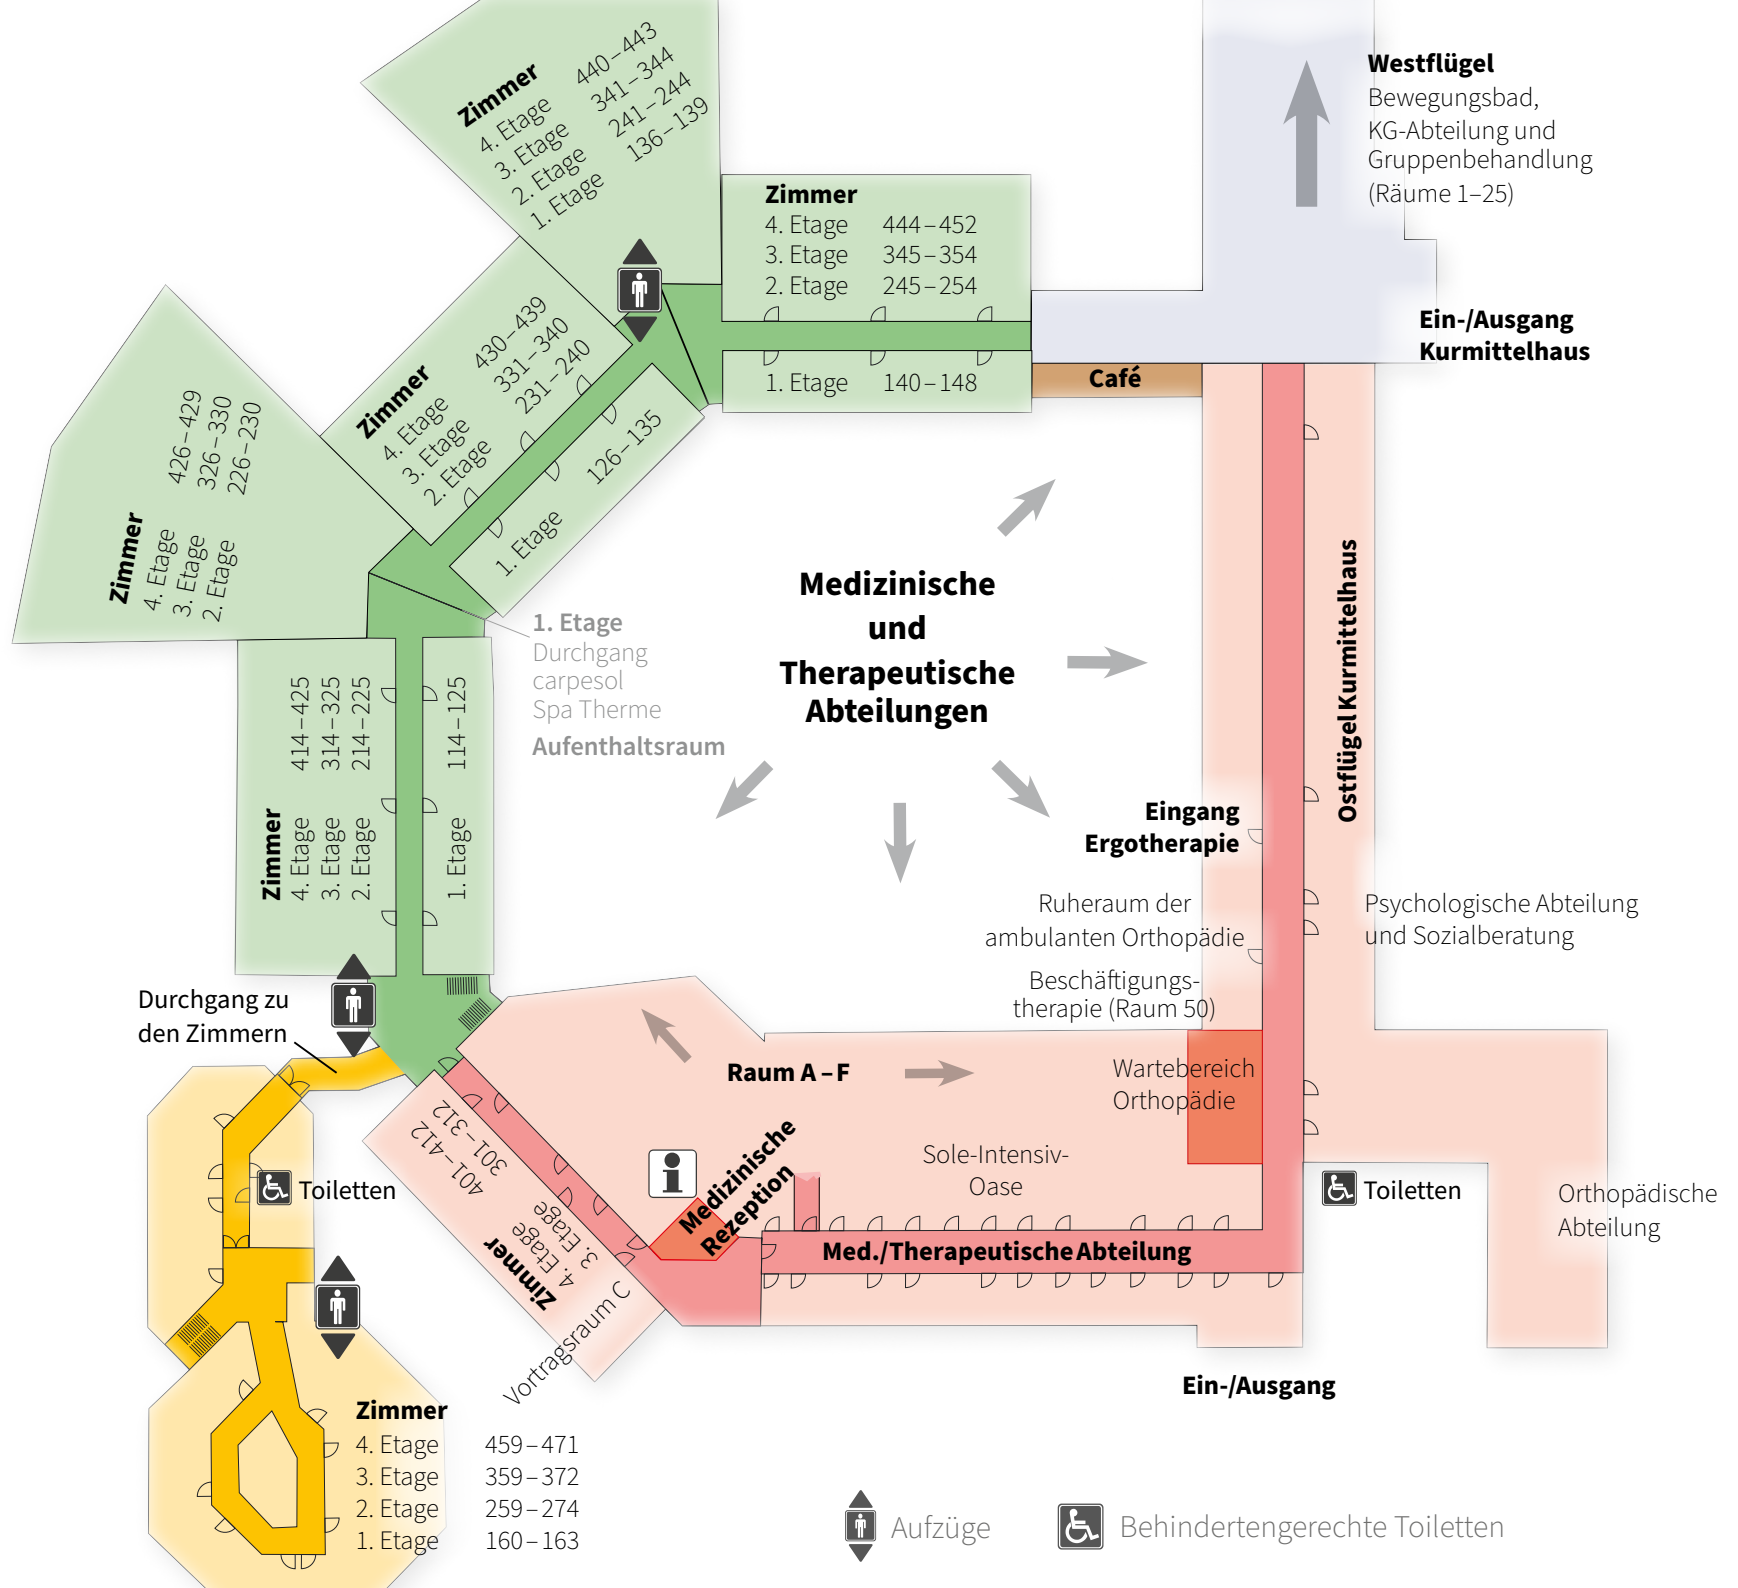 Zimmer
4. Etage 440–443
3. Etage 341–344
2. Etage 241–244
1. Etage 136–139
Westflügel
Bewegungsbad,
KG-Abteilung und
Gruppenbehandlung
(Räume 1–25)
Zimmer
4. Etage 444–452
3. Etage 345–354
2. Etage 245–254
1. Etage 140–148
Ein-/Ausgang
Kurmittelhaus
Café
Zimmer
4. Etage 430–439
3. Etage 331–340
2. Etage 231–240
1. Etage 126–135
Zimmer
4. Etage 426–429
3. Etage 326–330
2. Etage 226–230
Medizinische
und
Therapeutische
Abteilungen
Ostflügel Kurmittelhaus
1. Etage
Durchgang
carpesol
Spa Therme
Aufenthaltsraum
Zimmer
4. Etage 414–425
3. Etage 314–325
2. Etage 214–225
1. Etage 114–125
Eingang
Ergotherapie
Ruheraum der
ambulanten Orthopädie
Beschäftigungs-
therapie (Raum 50)
Psychologische Abteilung
und Sozialberatung
Durchgang zu
den Zimmern
Raum A–F
Wartebereich
Orthopädie
Sole-Intensiv-
Oase
Medizinische
Rezeption
Toiletten
Toiletten
Orthopädische
Abteilung
Zimmer
4. Etage 401–412
3. Etage 301–312
Vortragsraum C
Med./Therapeutische Abteilung
Ein-/Ausgang
Zimmer
4. Etage 459–471
3. Etage 359–372
2. Etage 259–274
1. Etage 160–163
Aufzüge
Behindertengerechte Toiletten